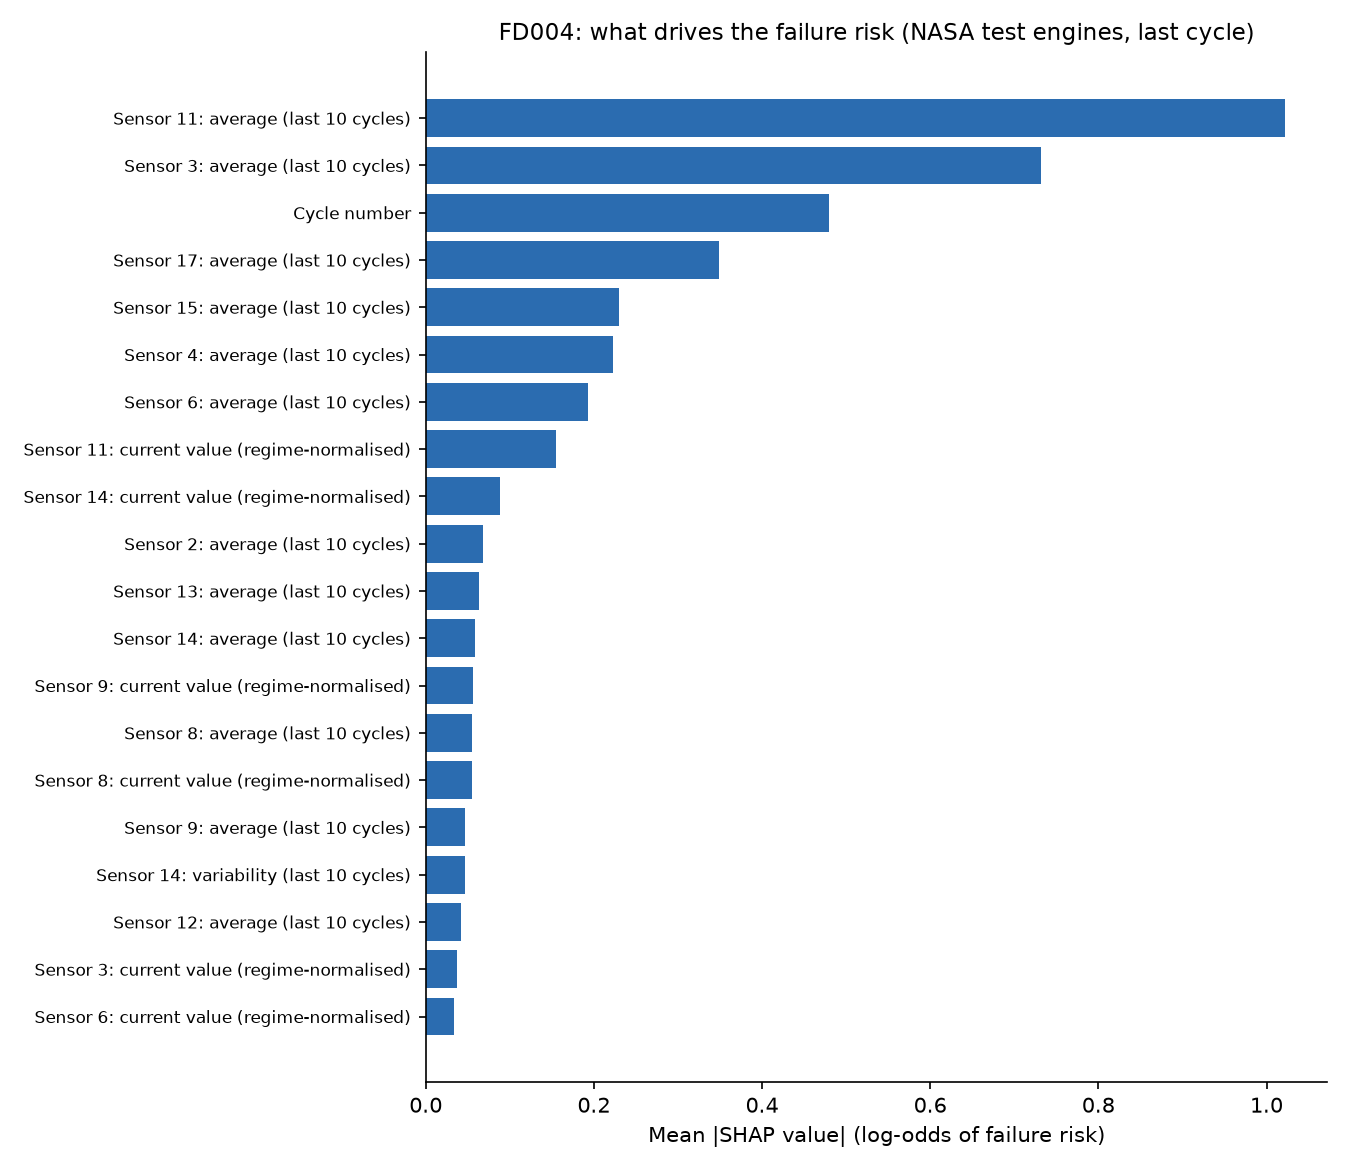 FD004: what drives the failure risk (NASA test engines, last cycle)
Sensor 11: average (last 10 cycles)
Sensor 3: average (last 10 cycles)
Cycle number
Sensor 17: average (last 10 cycles)
Sensor 15: average (last 10 cycles)
Sensor 4: average (last 10 cycles)
Sensor 6: average (last 10 cycles)
Sensor 11: current value (regime-normalised)
Sensor 14: current value (regime-normalised)
Sensor 2: average (last 10 cycles)
Sensor 13: average (last 10 cycles)
Sensor 14: average (last 10 cycles)
Sensor 9: current value (regime-normalised)
Sensor 8: average (last 10 cycles)
Sensor 8: current value (regime-normalised)
Sensor 9: average (last 10 cycles)
Sensor 14: variability (last 10 cycles)
Sensor 12: average (last 10 cycles)
Sensor 3: current value (regime-normalised)
Sensor 6: current value (regime-normalised)
0.0 0.2 0.4 0.6 0.8 1.0
Mean |SHAP value| (log-odds of failure risk)